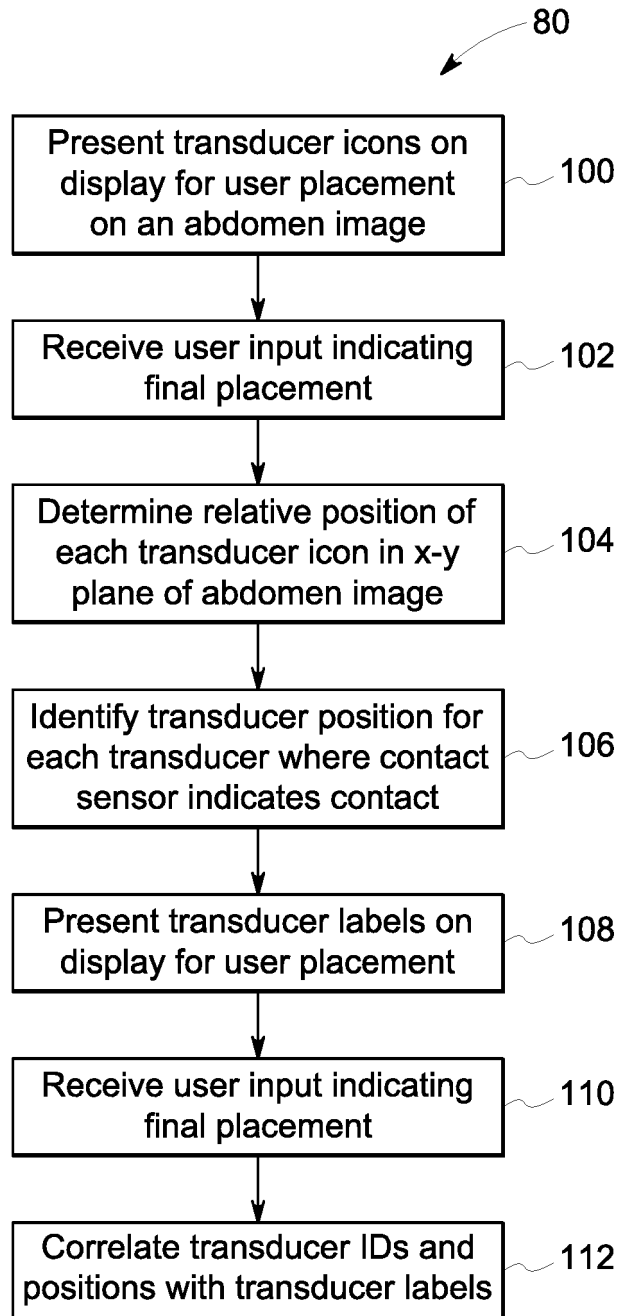 80
Present transducer icons on
display for user placement
on an abdomen image
100
Receive user input indicating
final placement
102
Determine relative position of
each transducer icon in x-y
plane of abdomen image
104
Identify transducer position for
each transducer where contact
sensor indicates contact
106
Present transducer labels on
display for user placement
108
Receive user input indicating
final placement
110
Correlate transducer IDs and
positions with transducer labels
112